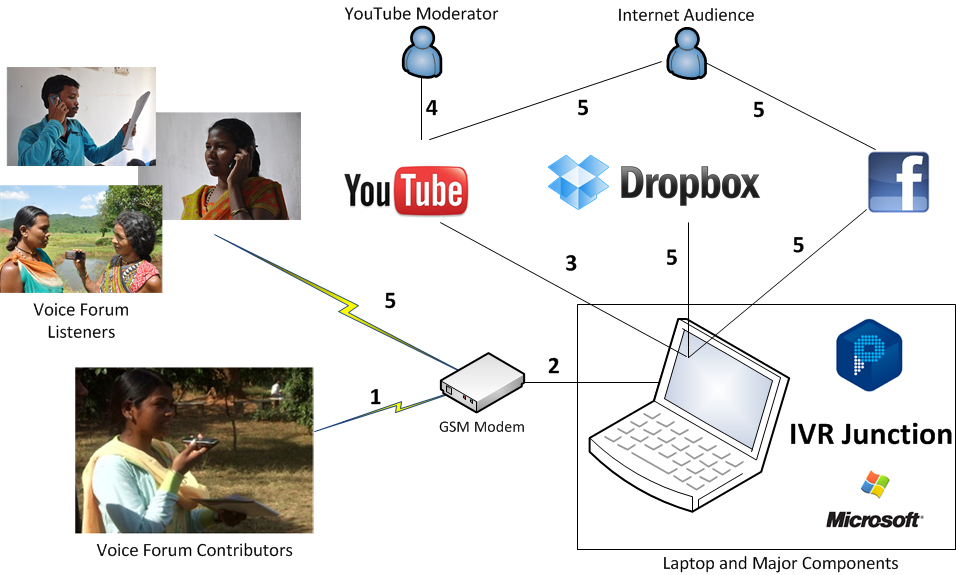 YouTube Moderator
Internet Audience
4
5
5
YouTube
Dropbox
f
3
5
5
Voice Forum
Listeners
5
1
2
GSM Modem
IVR Junction
Microsoft
Voice Forum Contributors
Laptop and Major Components